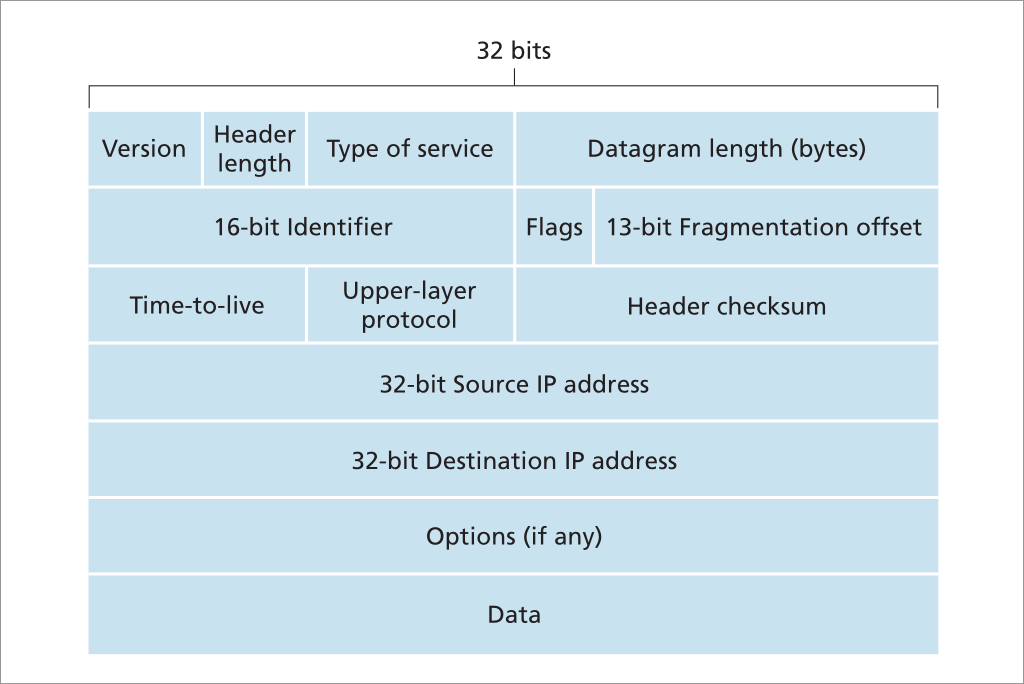 32 bits
Version
Header
length
Type of service
Datagram length (bytes)
16-bit Identifier
Flags
13-bit Fragmentation offset
Time-to-live
Upper-layer
protocol
Header checksum
32-bit Source IP address
32-bit Destination IP address
Options (if any)
Data